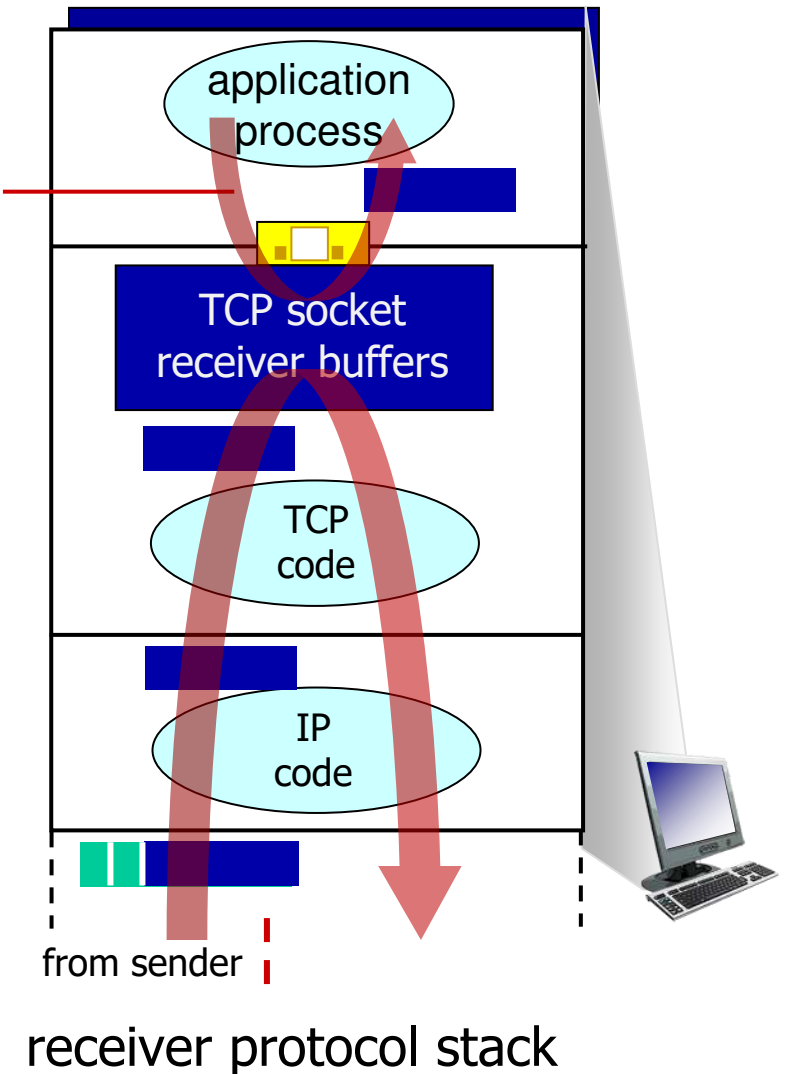 application
process
TCP socket
receiver buffers
TCP
code
IP
code
from sender
receiver protocol stack